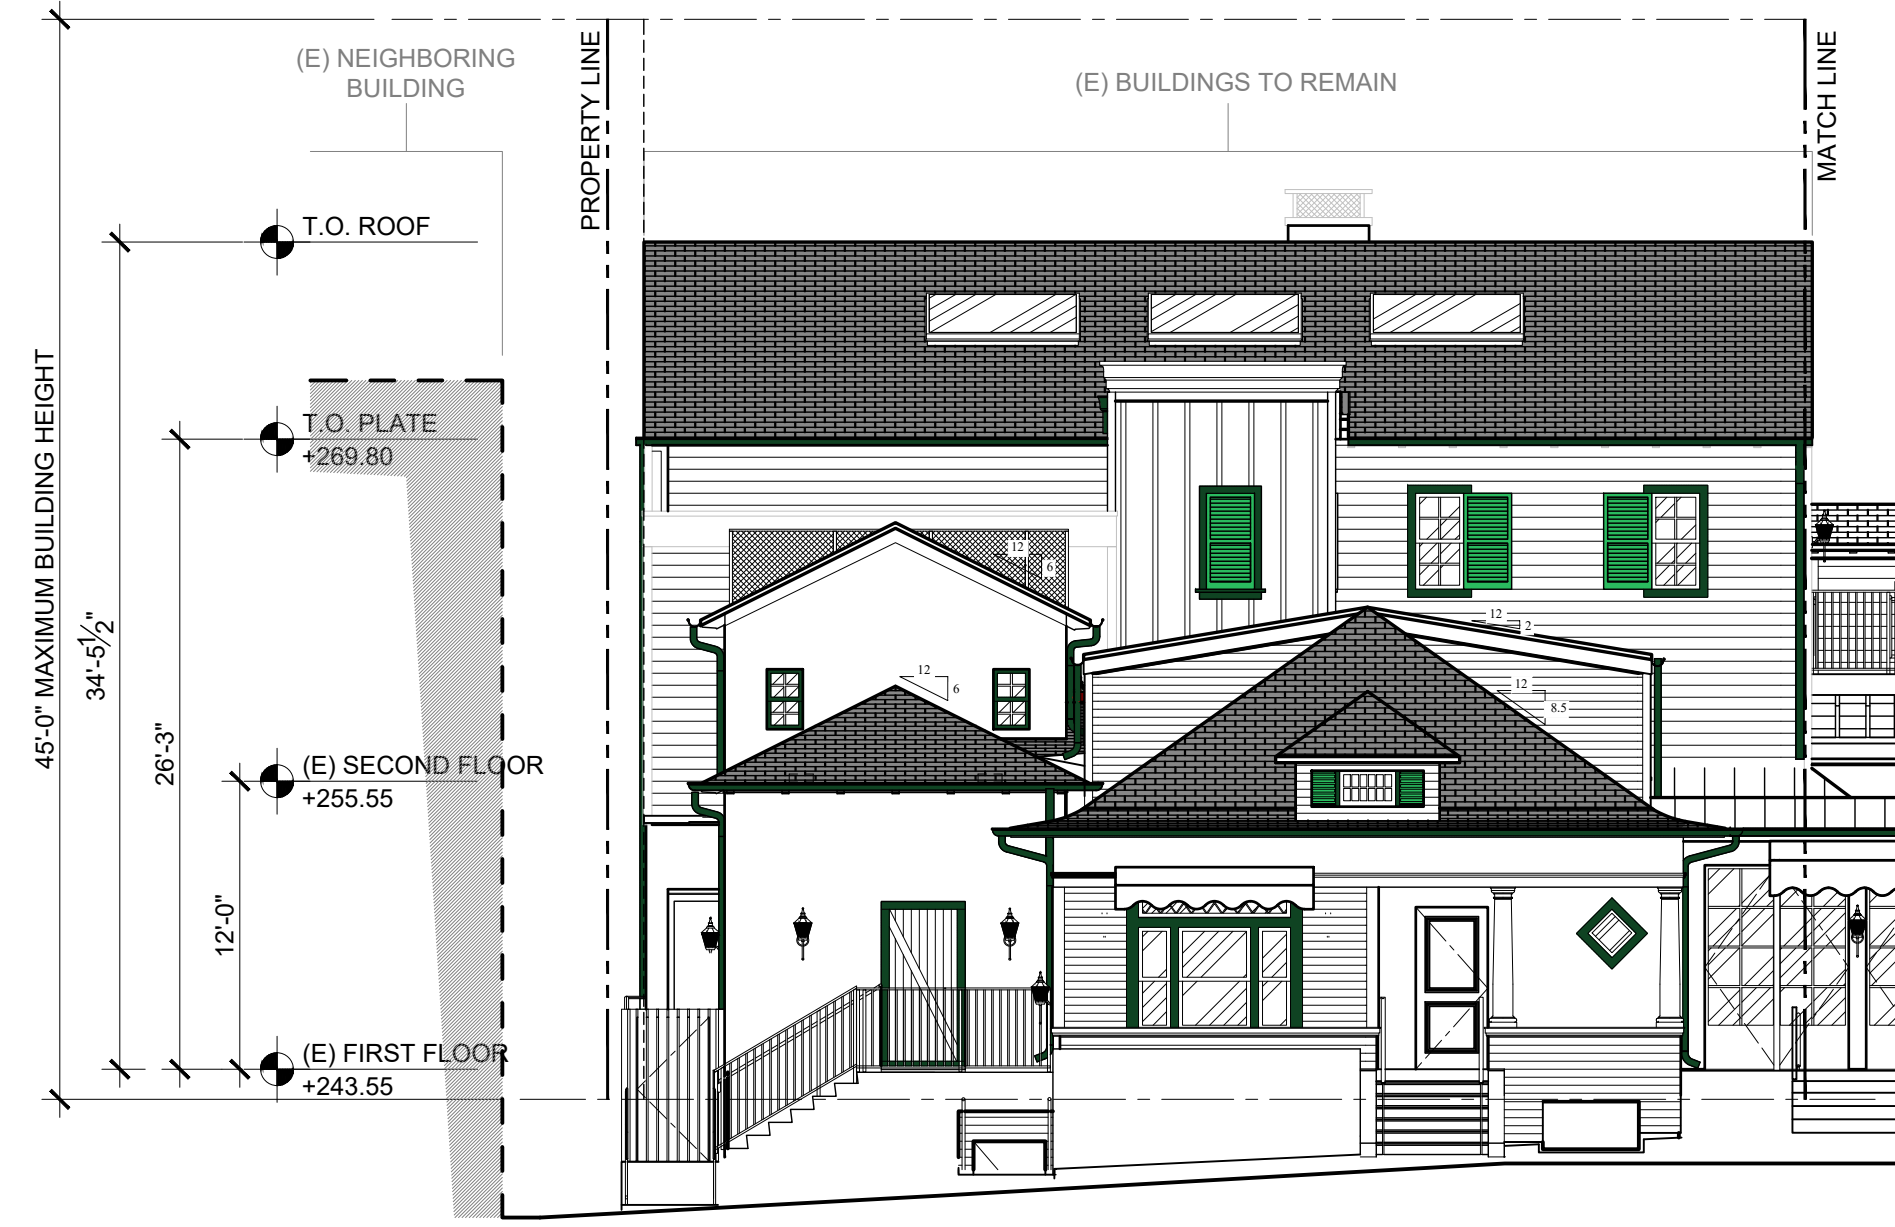 (E) NEIGHBORING
BUILDING
PROPERTY LINE
(E) BUILDINGS TO REMAIN
MATCH LINE
T.O. ROOF
T.O. PLATE
+269.80
(E) SECOND FLOOR
+255.55
(E) FIRST FLOOR
+243.55
45'-0" MAXIMUM BUILDING HEIGHT
34'-5½"
26'-3"
12'-0"
12
6
12
2
12
6
12
8.5